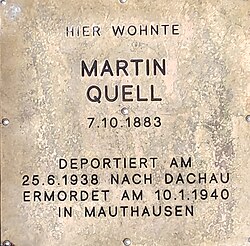 HIER WOHNTE
MARTIN
QUELL
7.10.1883
DEPORTIERT AM
25.6.1938 NACH DACHAU
ERMORDET AM 10.1.1940
IN MAUTHAUSEN